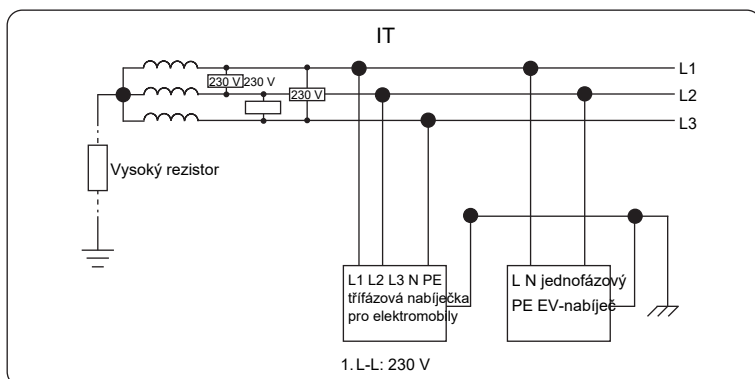 IT
L1
230 V 230 V
230 V
L2
L3
Vysoký rezistor
L1 L2 L3 N PE
třífázová nabíječka
pro elektromobily
L N jednofázový
PE EV-nabíječ
1. L-L: 230 V